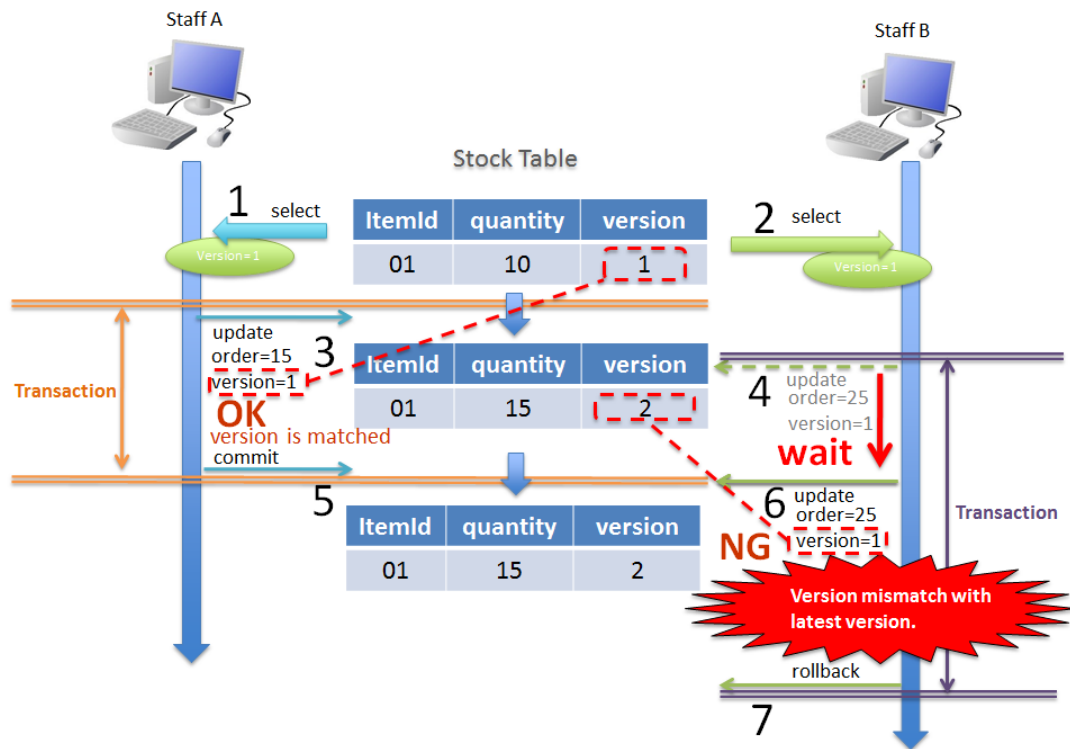 Staff A
Staff B
Stock Table
1
select
Version=1
ItemId quantity version
01 10 1
2
select
Version=1
Transaction
update
order=15
version=1
3
OK
version is matched
commit
ItemId quantity version
01 15 2
4
update
order=25
version=1
wait
5
ItemId quantity version
01 15 2
6
update
order=25
version=1
NG
Transaction
Version mismatch with
latest version.
rollback
7